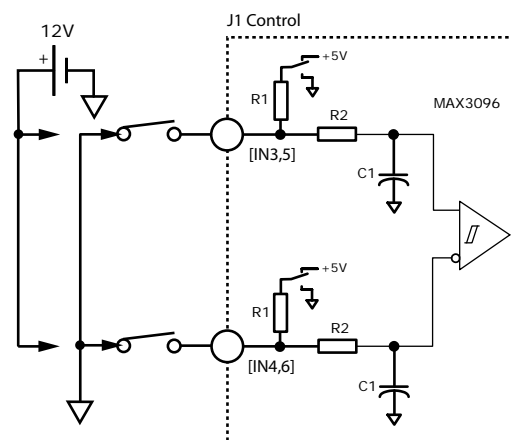 J1 Control
12V
+
+5V
R1
MAX3096
R2
[IN3,5]
C1
+5V
R1
R2
[IN4,6]
C1